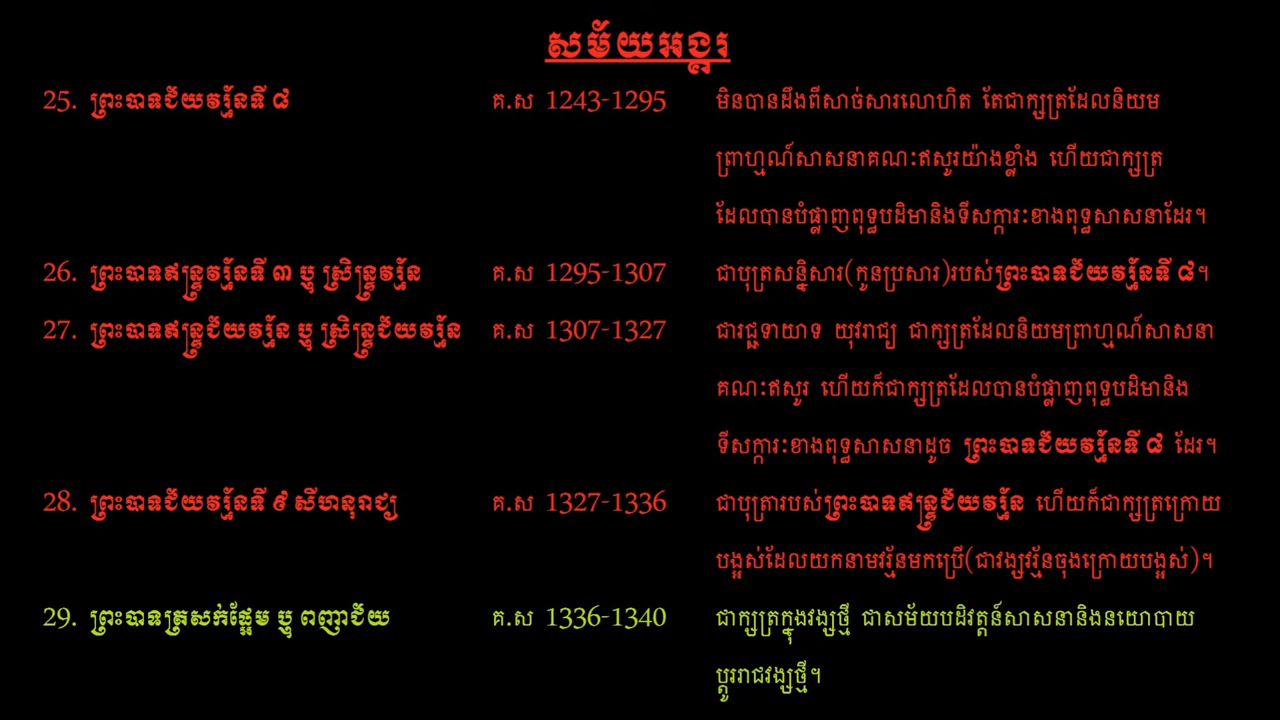 សម័យអង្គរ
25. ព្រះបាទជ័យវរ្ម័នទី ៨ គ.ស 1243-1295 មិនបានដឹងពីសាច់សារលោហិត តែជាក្សត្រដែលនិយម
ព្រាហ្មណ៍សាសនាគណៈឥសូរយ៉ាងខ្លាំង ហើយជាក្សត្រ
ដែលបានបំផ្លាញពុទ្ធបដិមានិងទីសក្ការៈខាងពុទ្ធសាសនាដែរ។
26. ព្រះបាទឥន្ទ្រវរ្ម័នទី ៣ ឬ ស្រិន្ទ្រវរ្ម័ន គ.ស 1295-1307 ជាបុត្រសន្និសារ(កូនប្រសារ)របស់ព្រះបាទជ័យវរ្ម័នទី ៨។
27. ព្រះបាទឥន្ទ្រជ័យវរ្ម័ន ឬ ស្រិន្ទ្រជ័យវរ្ម័ន គ.ស 1307-1327 ជារជ្ជទាយាទ យុវរាជ្យ ជាក្សត្រដែលនិយមព្រាហ្មណ៍សាសនា
គណៈឥសូរ ហើយក៏ជាក្សត្រដែលបានបំផ្លាញពុទ្ធបដិមានិង
ទីសក្ការៈខាងពុទ្ធសាសនាដូច ព្រះបាទជ័យវរ្ម័នទី ៨ ដែរ។
28. ព្រះបាទជ័យវរ្ម័នទី ៩ សីហនុរាជ្យ គ.ស 1327-1336 ជាបុត្រារបស់ព្រះបាទឥន្ទ្រជ័យវរ្ម័ន ហើយក៏ជាក្សត្រក្រោយ
បង្អស់ដែលយកនាមវរ្ម័នមកប្រើ(ជាវង្សវរ្ម័នចុងក្រោយបង្អស់)។
29. ព្រះបាទត្រសក់ផ្អែម ឬ ពញាជ័យ គ.ស 1336-1340 ជាក្សត្រក្នុងវង្សថ្មី ជាសម័យបដិវត្តន៍សាសនានិងនយោបាយ
ប្ដូររាជវង្សថ្មី។